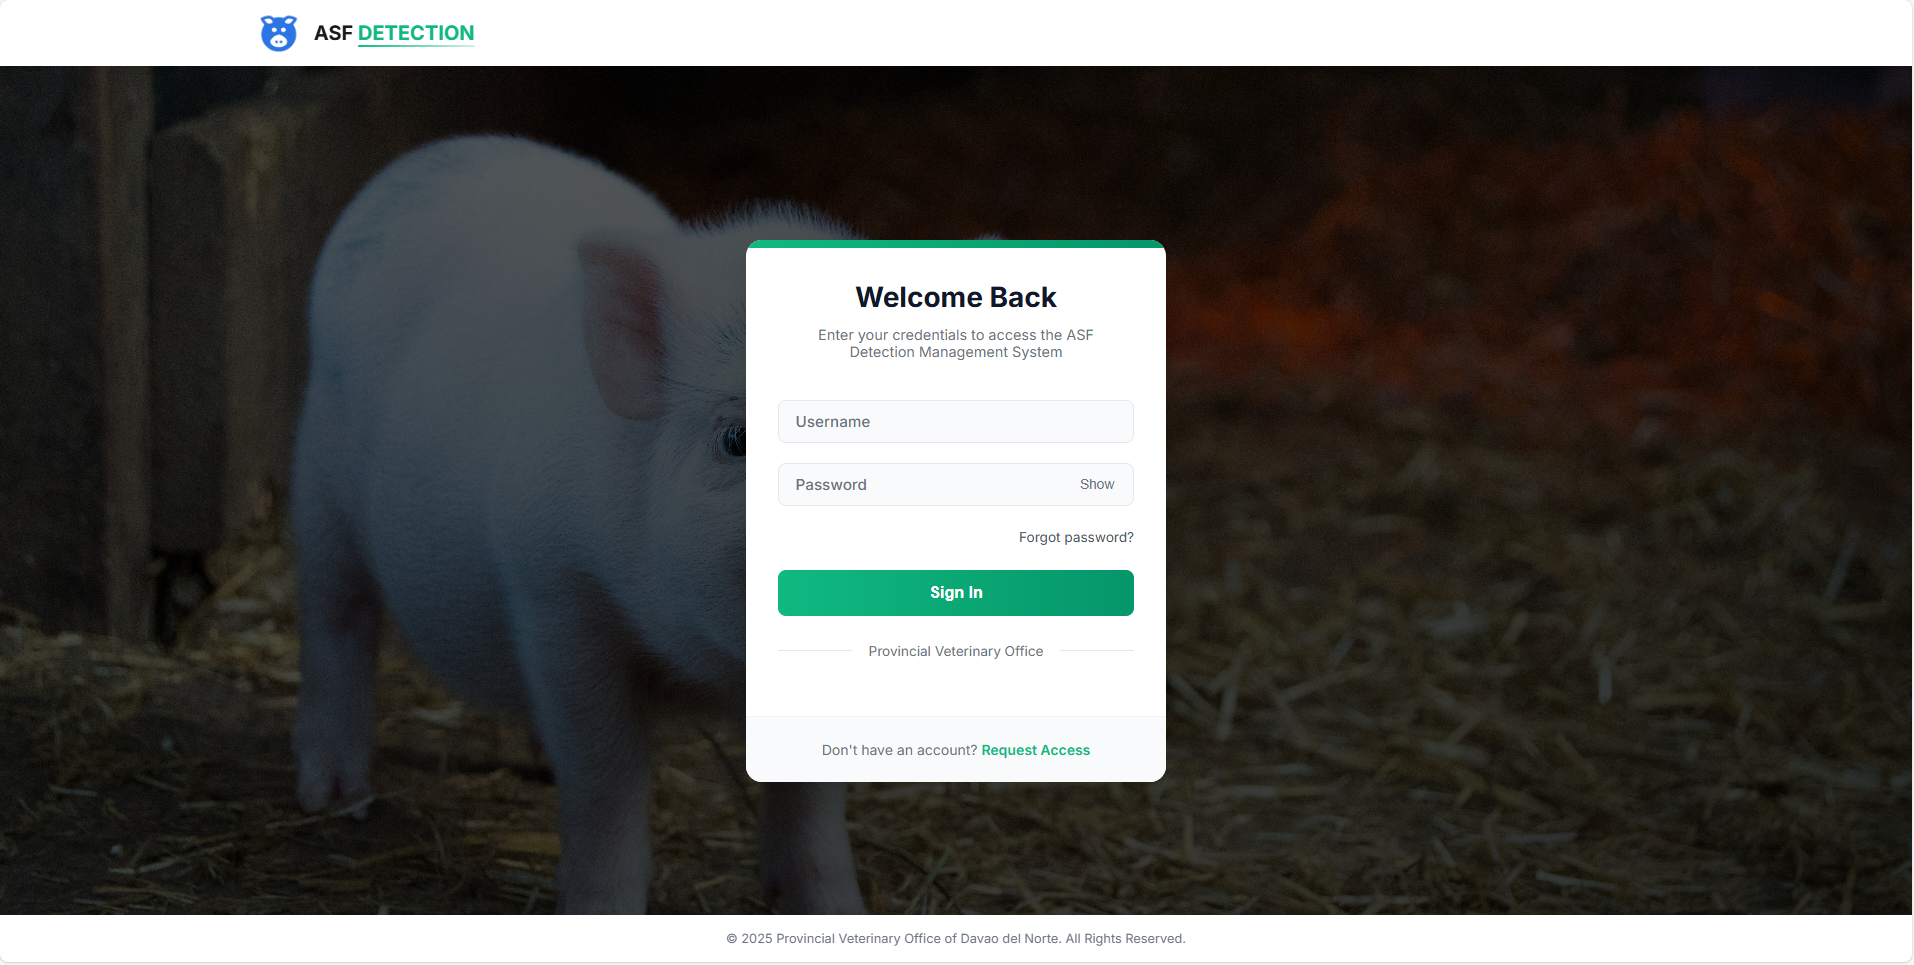 ASF DETECTION
Welcome Back
Enter your credentials to access the ASF
Detection Management System
Username
Password
Show
Forgot password?
Sign In
Provincial Veterinary Office
Don't have an account? Request Access
© 2025 Provincial Veterinary Office of Davao del Norte. All Rights Reserved.